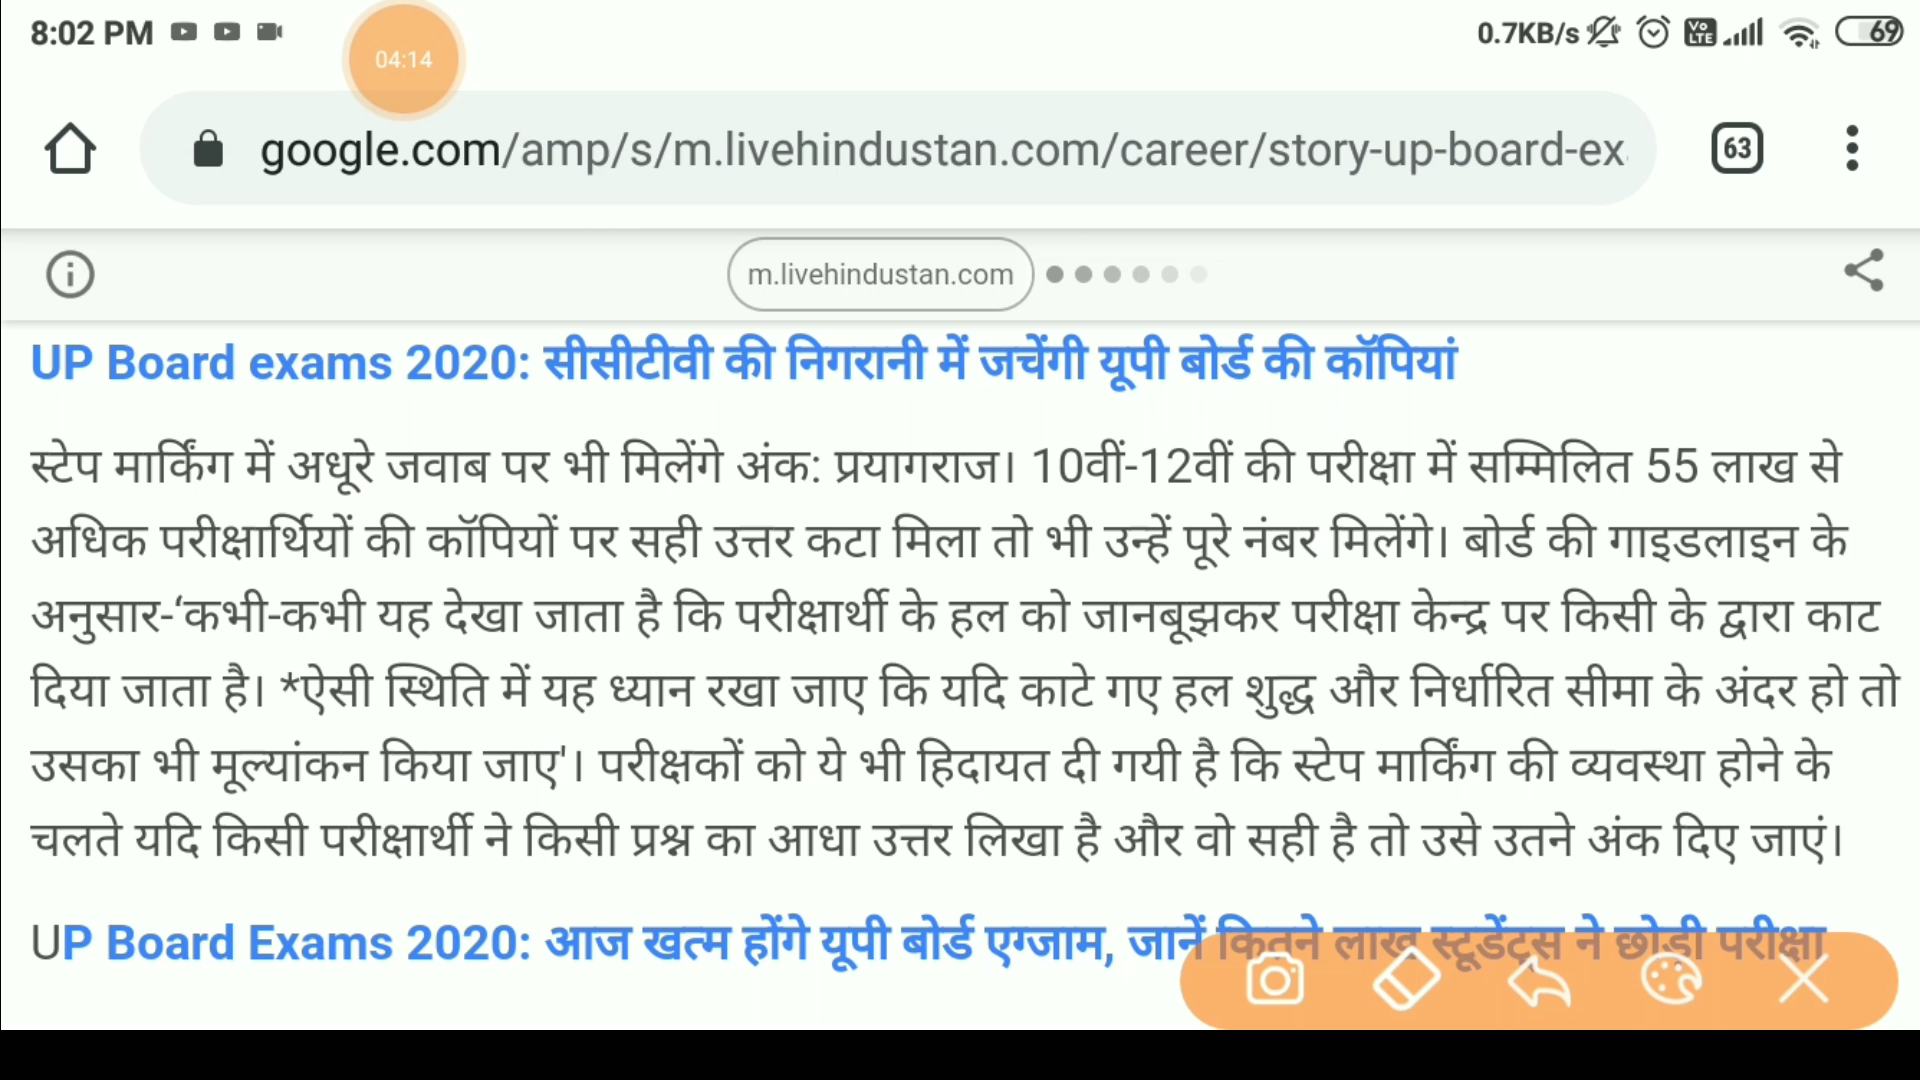 8:02 PM
04:14
0.7KB/s
Vo LTE
69
google.com/amp/s/m.livehindustan.com/career/story-up-board-ex
63
m.livehindustan.com
UP Board exams 2020: सीसीटीवी की निगरानी में जचेंगी यूपी बोर्ड की कॉपियां
स्टेप मार्किंग में अधूरे जवाब पर भी मिलेंगे अंक: प्रयागराज। 10वीं-12वीं की परीक्षा में सम्मिलित 55 लाख से
अधिक परीक्षार्थियों की कॉपियों पर सही उत्तर कटा मिला तो भी उन्हें पूरे नंबर मिलेंगे। बोर्ड की गाइडलाइन के
अनुसार-‘कभी-कभी यह देखा जाता है कि परीक्षार्थी के हल को जानबूझकर परीक्षा केन्द्र पर किसी के द्वारा काट
दिया जाता है। *ऐसी स्थिति में यह ध्यान रखा जाए कि यदि काटे गए हल शुद्ध और निर्धारित सीमा के अंदर हो तो
उसका भी मूल्यांकन किया जाए'। परीक्षकों को ये भी हिदायत दी गयी है कि स्टेप मार्किंग की व्यवस्था होने के
चलते यदि किसी परीक्षार्थी ने किसी प्रश्न का आधा उत्तर लिखा है और वो सही है तो उसे उतने अंक दिए जाएं।
UP Board Exams 2020: आज खत्म होंगे यूपी बोर्ड एग्जाम, जानें कितने लाख स्टूडेंट्स ने छोड़ी परीक्षा